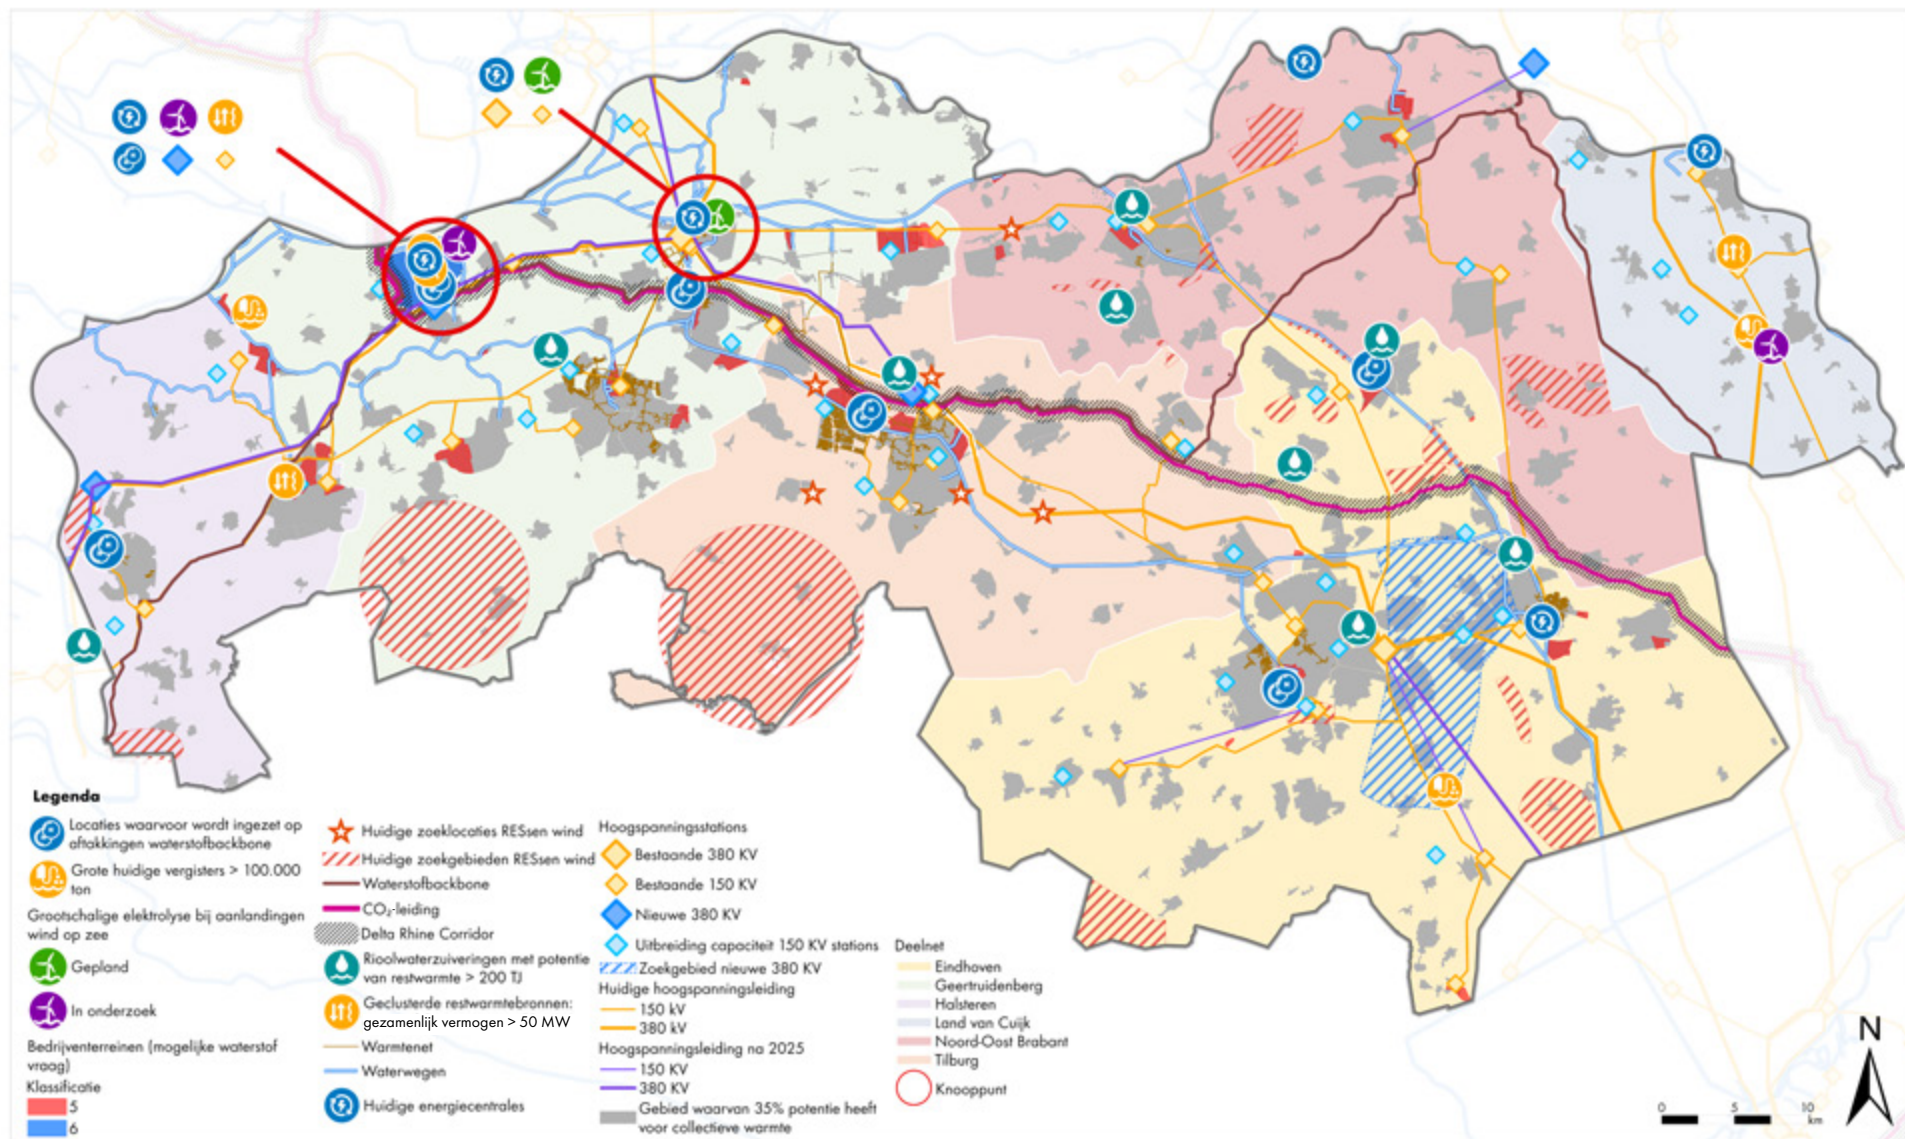 Legenda
Locaties waarvoor wordt ingezet op
aftakkingen waterstofbackbone
Grote huidige vergisters > 100.000
ton
Grootschalige elektrolyse bij aanlandingen
wind op zee
Gepland
In onderzoek
Bedrijventerreinen (mogelijke waterstof
vraag)
Klassificatie
5
6
Huidige zoeklocaties RESsen wind
Huidige zoekgebieden RESsen wind
Waterstofbackbone
CO₂-leiding
Delta Rhine Corridor
Rioolwaterzuiveringen met potentie
van restwarmte > 200 TJ
Geclusterde restwarmtebronnen:
gezamenlijk vermogen > 50 MW
Warmtenet
Waterwegen
Huidige energiecentrales
Hoogspanningsstations
Bestaande 380 KV
Bestaande 150 KV
Nieuwe 380 KV
Uitbreiding capaciteit 150 KV stations
Zoekgebied nieuwe 380 KV
Huidige hoogspanningsleiding
150 kV
380 kV
Hoogspanningsleiding na 2025
150 KV
380 KV
Gebied waarvan 35% potentie heeft
voor collectieve warmte
Deelnet
Eindhoven
Geertruidenberg
Halsteren
Land van Cuijk
Noord-Oost Brabant
Tilburg
Knooppunt
N
0 5 10
km